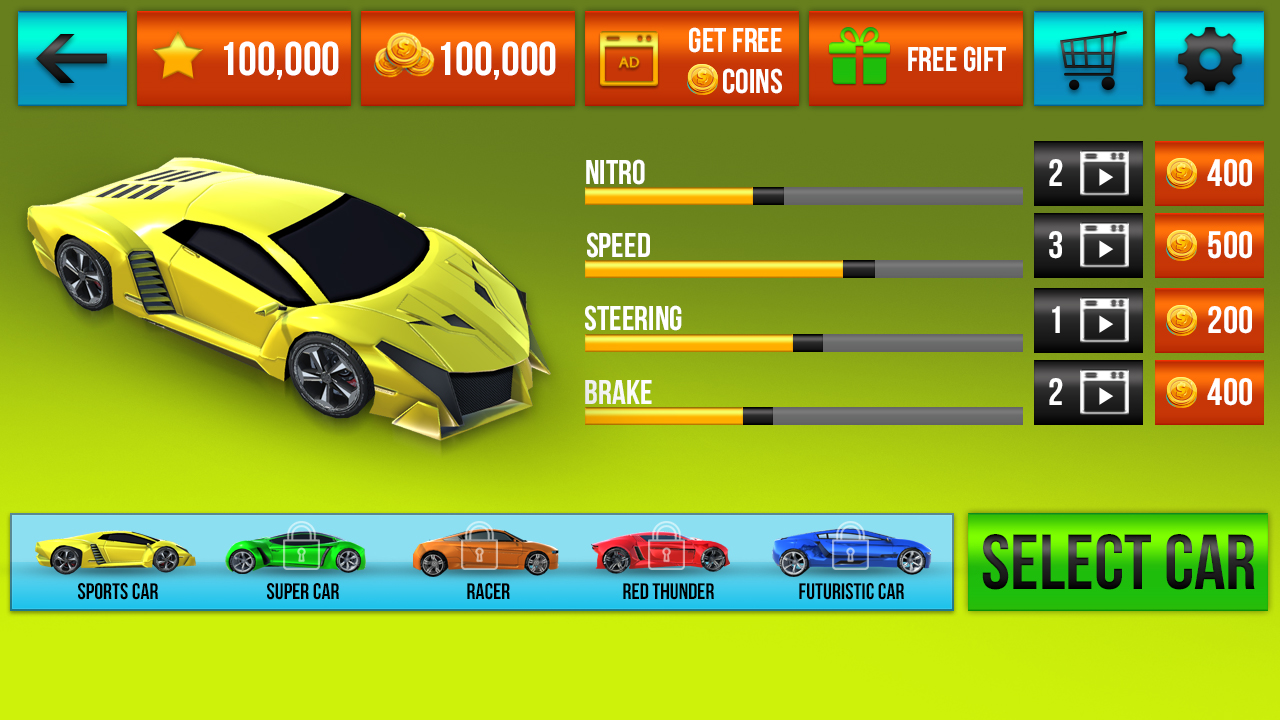 100,000
100,000
AD
GET FREE
COINS
FREE GIFT
NITRO
2
400
SPEED
3
500
STEERING
1
200
BRAKE
2
400
SPORTS CAR
SUPER CAR
RACER
RED THUNDER
FUTURISTIC CAR
SELECT CAR